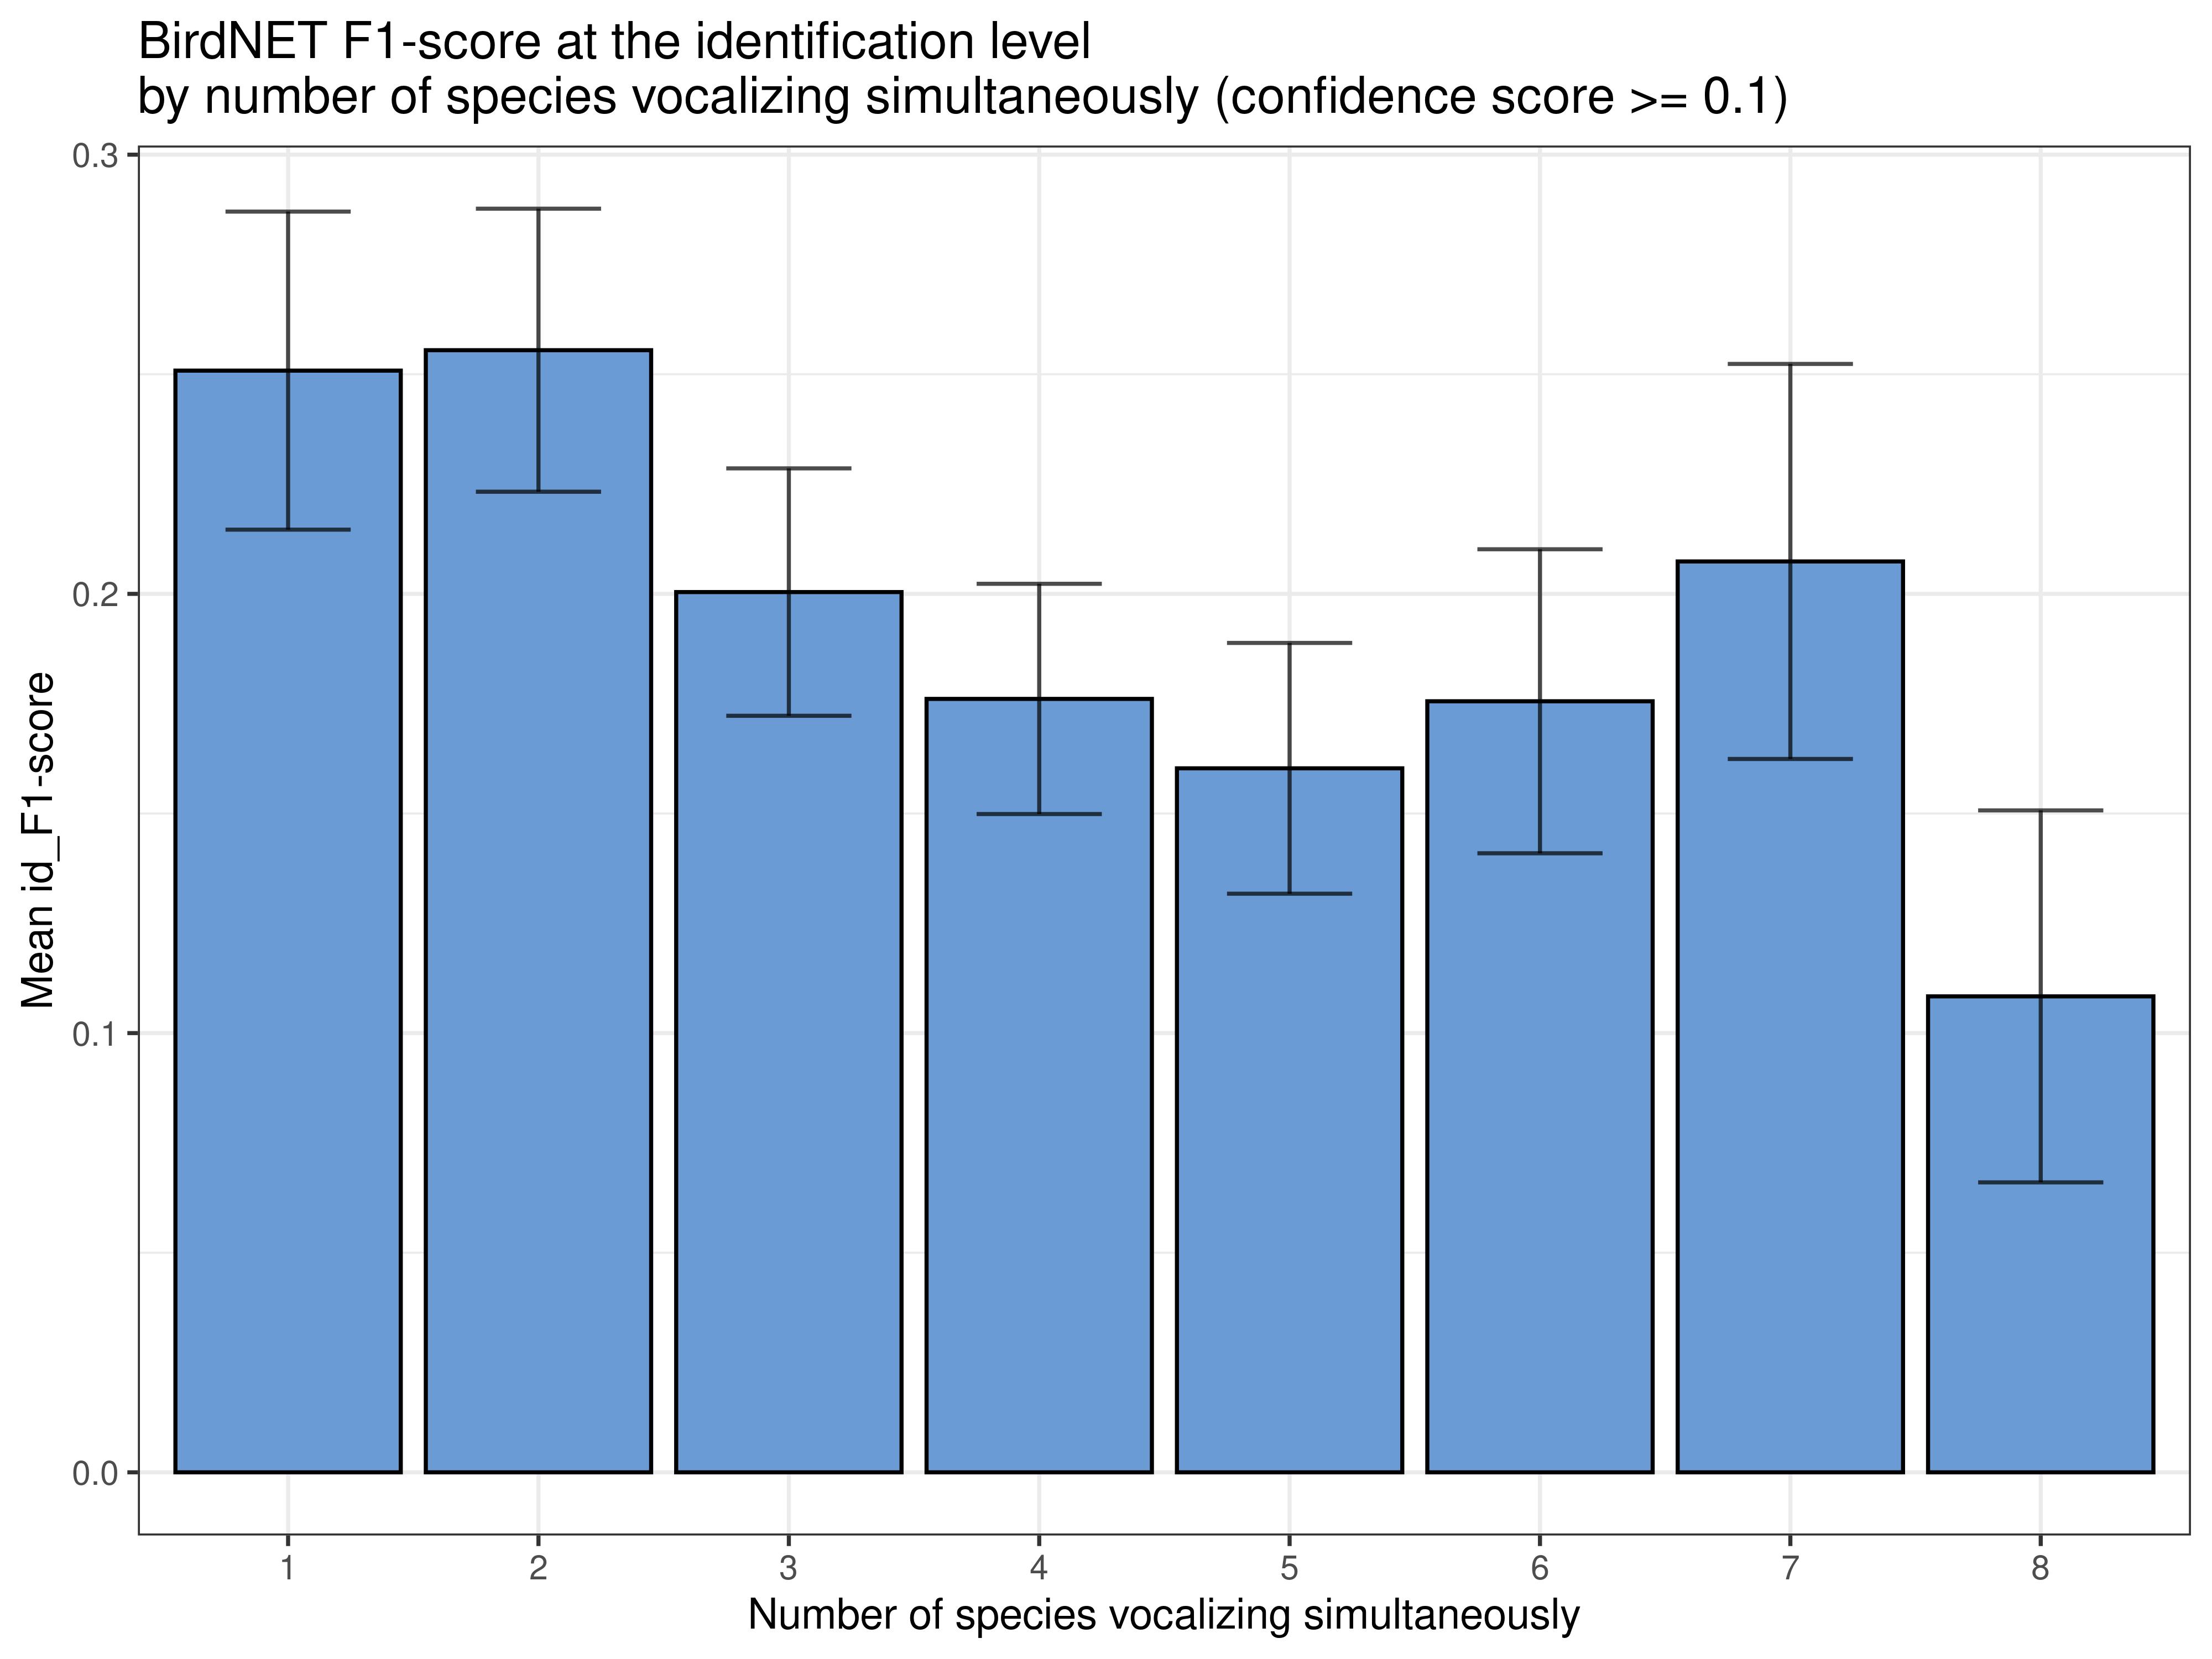 BirdNET F1-score at the identification level
by number of species vocalizing simultaneously (confidence score >= 0.1)
0.3
0.2
0.1
0.0
Mean id_F1-score
1 2 3 4 5 6 7 8
Number of species vocalizing simultaneously